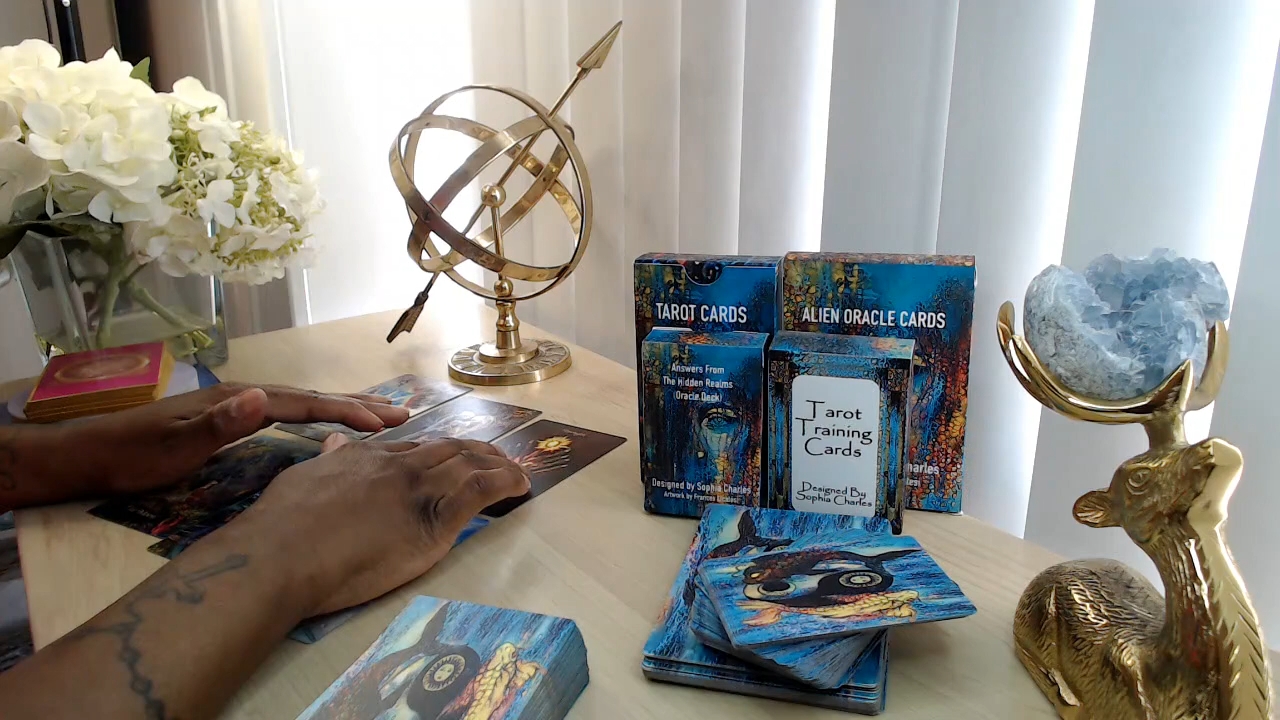 TAROT CARDS
ALIEN ORACLE CARDS
Answers From
The Hidden Realms
Oracle Deck
Designed by Sophia Charles
Tarot
Training
Cards
Designed By
Sophia Charles